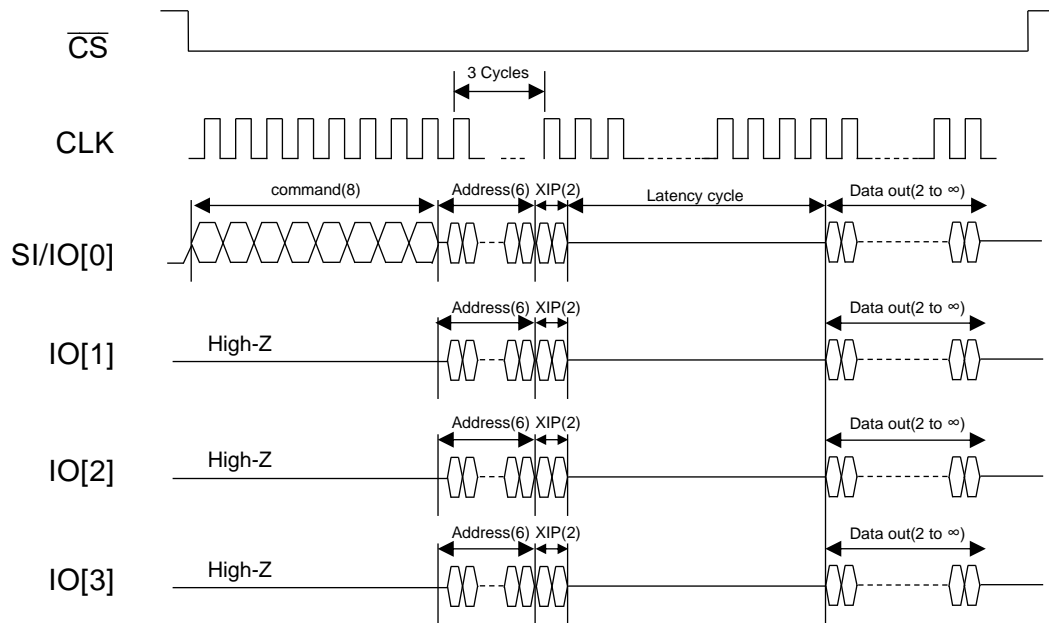 CS
3 Cycles
CLK
command(8) Address(6) XIP(2) Latency cycle Data out(2 to ∞)
SI/IO[0]
Address(6) XIP(2) Data out(2 to ∞)
IO[1] High-Z
Address(6) XIP(2) Data out(2 to ∞)
IO[2] High-Z
Address(6) XIP(2) Data out(2 to ∞)
IO[3] High-Z